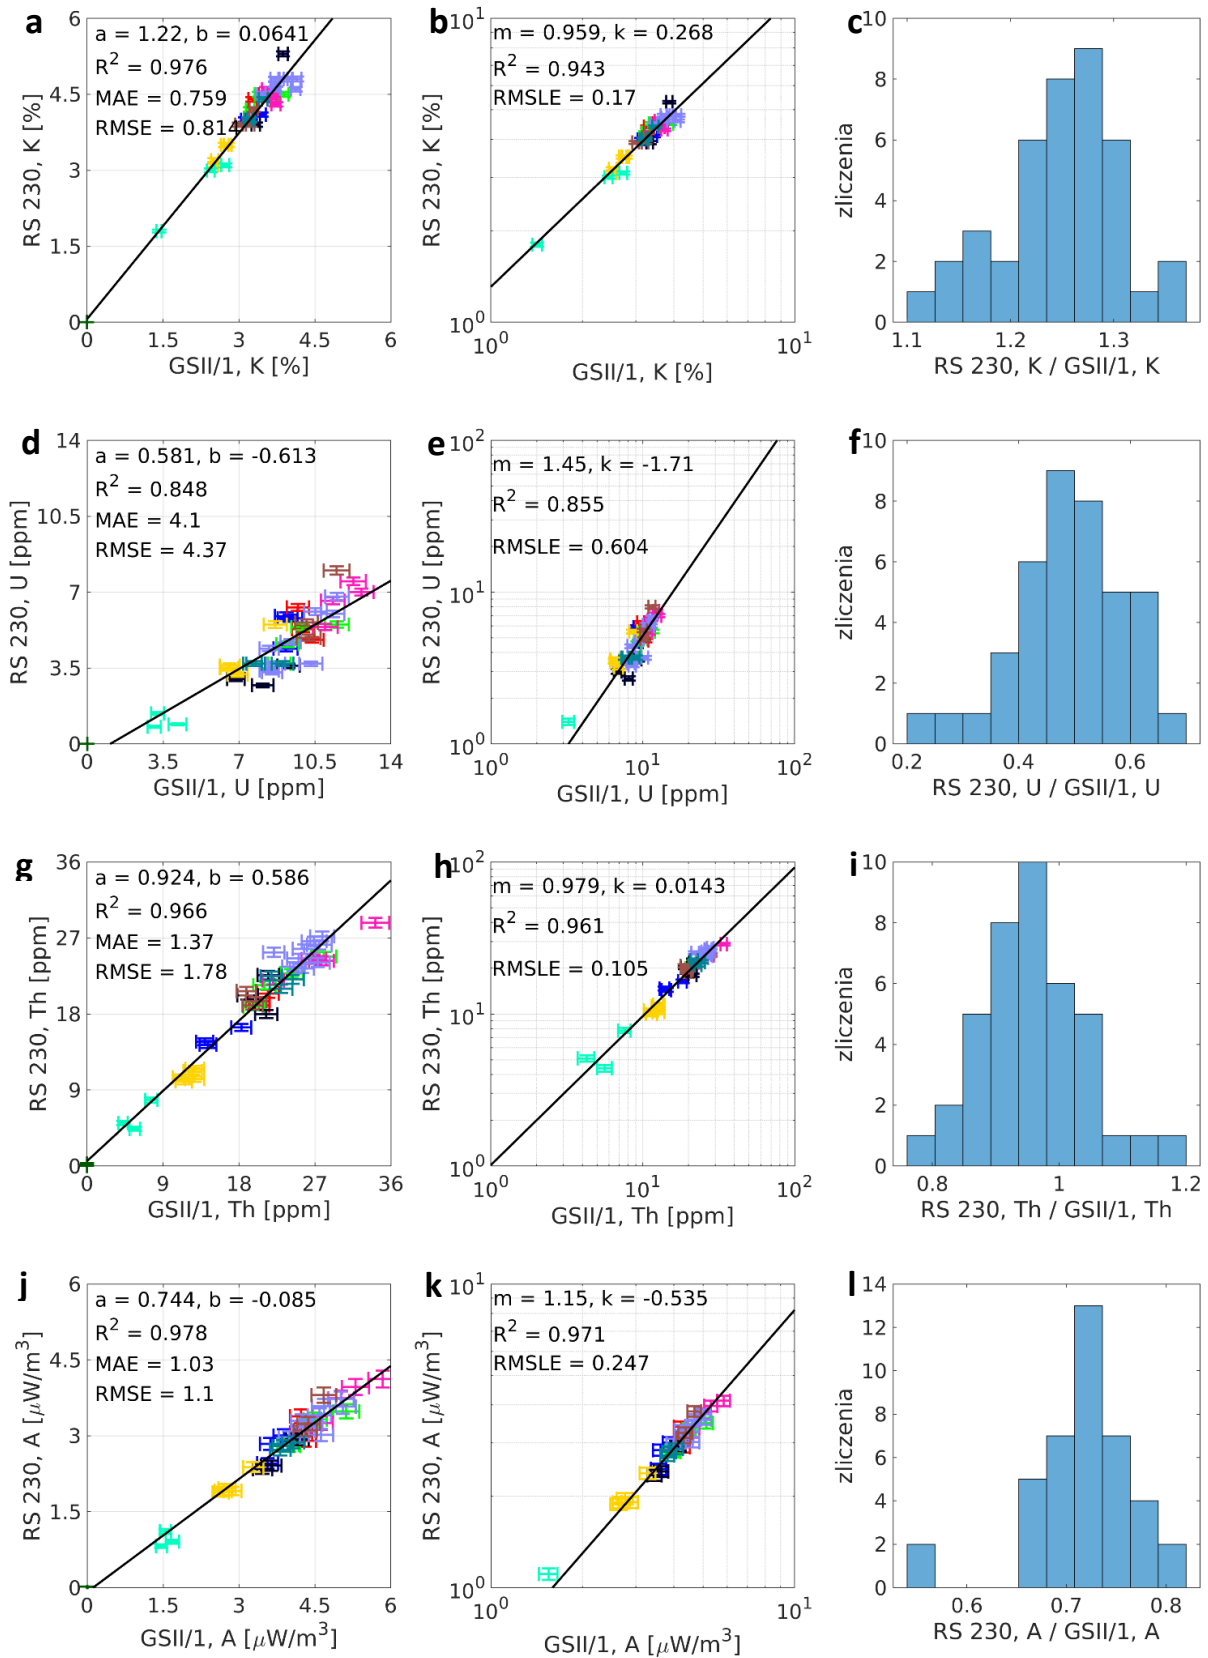 a
a = 1.22, b = 0.0641
R² = 0.976
MAE = 0.759
RMSE = 0.814
6
4.5
3
1.5
0
RS 230, K [%]
0 1.5 3 4.5 6
GSII/1, K [%]
b
m = 0.959, k = 0.268
R² = 0.943
RMSLE = 0.17
10¹
10⁰
RS 230, K [%]
10⁰ 10¹
GSII/1, K [%]
c
10
8
6
4
2
0
zliczenia
1.1 1.2 1.3
RS 230, K / GSII/1, K
d
a = 0.581, b = -0.613
R² = 0.848
MAE = 4.1
RMSE = 4.37
14
10.5
7
3.5
0
RS 230, U [ppm]
0 3.5 7 10.5 14
GSII/1, U [ppm]
e
m = 1.45, k = -1.71
R² = 0.855
RMSLE = 0.604
10²
10¹
10⁰
RS 230, U [ppm]
10⁰ 10¹ 10²
GSII/1, U [ppm]
f
10
8
6
4
2
0
zliczenia
0.2 0.4 0.6
RS 230, U / GSII/1, U
g
a = 0.924, b = 0.586
R² = 0.966
MAE = 1.37
RMSE = 1.78
36
27
18
9
0
RS 230, Th [ppm]
0 9 18 27 36
GSII/1, Th [ppm]
h
m = 0.979, k = 0.0143
R² = 0.961
RMSLE = 0.105
10²
10¹
10⁰
RS 230, Th [ppm]
10⁰ 10¹ 10²
GSII/1, Th [ppm]
i
10
8
6
4
2
0
zliczenia
0.8 1 1.2
RS 230, Th / GSII/1, Th
j
a = 0.744, b = -0.085
R² = 0.978
MAE = 1.03
RMSE = 1.1
6
4.5
3
1.5
0
RS 230, A [μW/m³]
0 1.5 3 4.5 6
GSII/1, A [μW/m³]
k
m = 1.15, k = -0.535
R² = 0.971
RMSLE = 0.247
10¹
10⁰
RS 230, A [μW/m³]
10⁰ 10¹
GSII/1, A [μW/m³]
l
14
12
10
8
6
4
2
0
zliczenia
0.6 0.7 0.8
RS 230, A / GSII/1, A